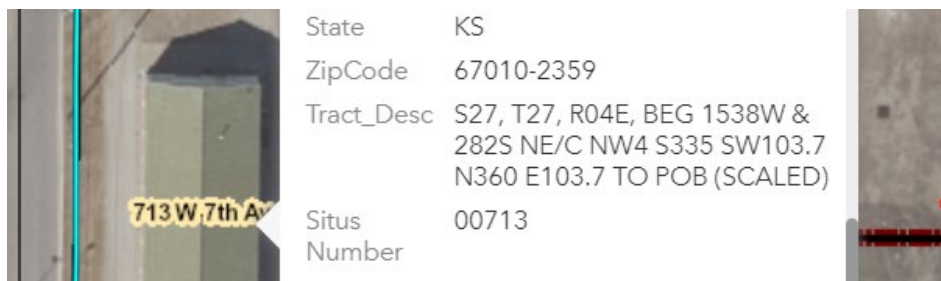 State KS
ZipCode 67010-2359
Tract_Desc S27, T27, R04E, BEG 1538W &
282S NE/C NW4 S335 SW103.7
N360 E103.7 TO POB (SCALED)
713 W 7th Av
Situs 00713
Number